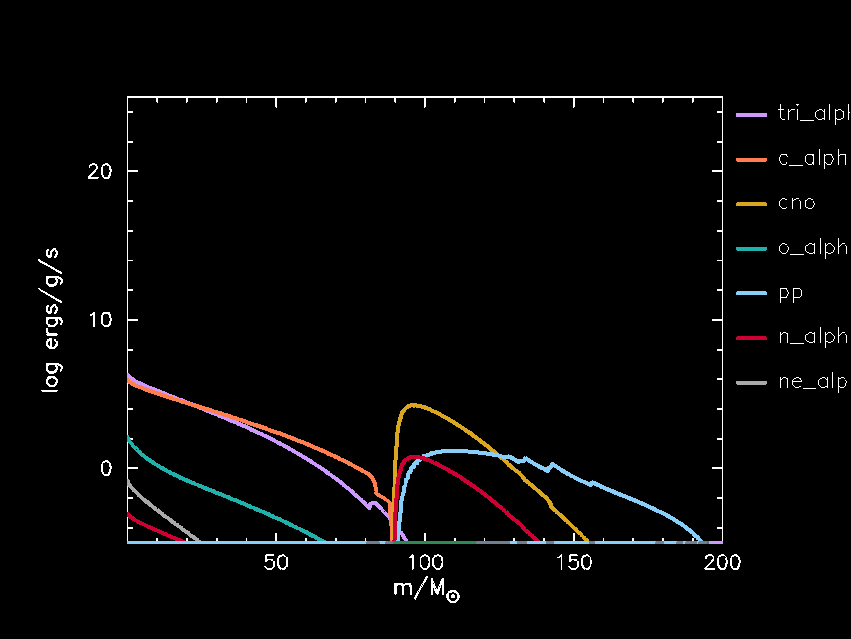 tri_alph
c_alph
20
cno
o_alph
log ergs/g/s
10
pp
n_alph
ne_alp
0
50
100
150
200
m/M⊙